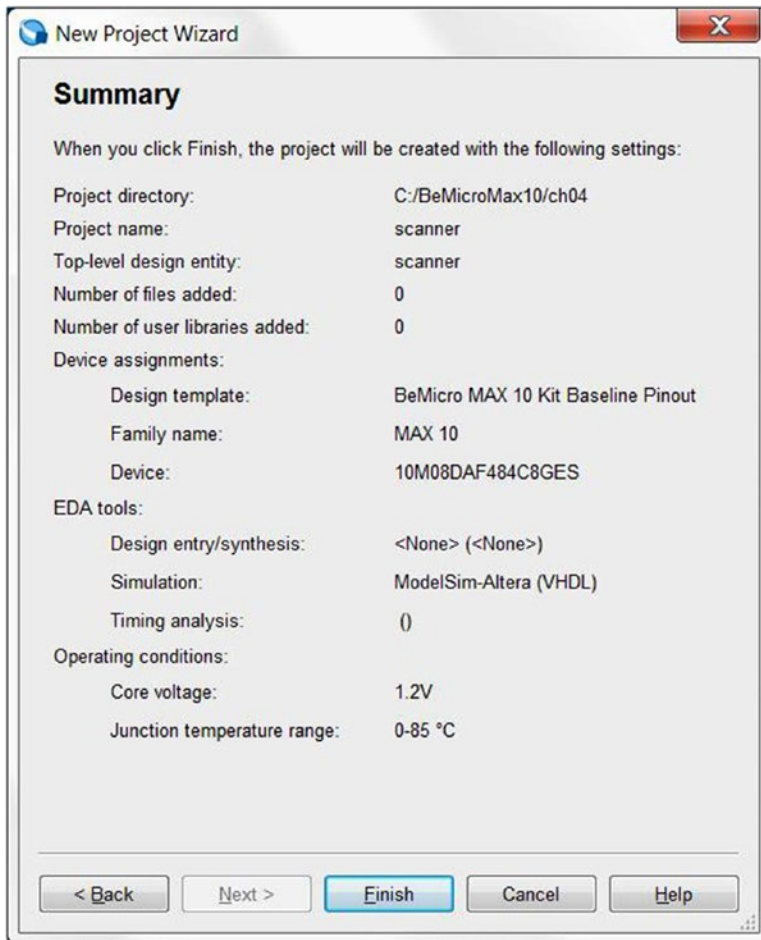 New Project Wizard
Summary
When you click Finish, the project will be created with the following settings:
Project directory: C:/BeMicroMax10/ch04
Project name: scanner
Top-level design entity: scanner
Number of files added: 0
Number of user libraries added: 0
Device assignments:
Design template: BeMicro MAX 10 Kit Baseline Pinout
Family name: MAX 10
Device: 10M08DAF484C8GES
EDA tools:
Design entry/synthesis: <None> (<None>)
Simulation: ModelSim-Altera (VHDL)
Timing analysis: ()
Operating conditions:
Core voltage: 1.2V
Junction temperature range: 0-85 °C
< Back Next > Finish Cancel Help